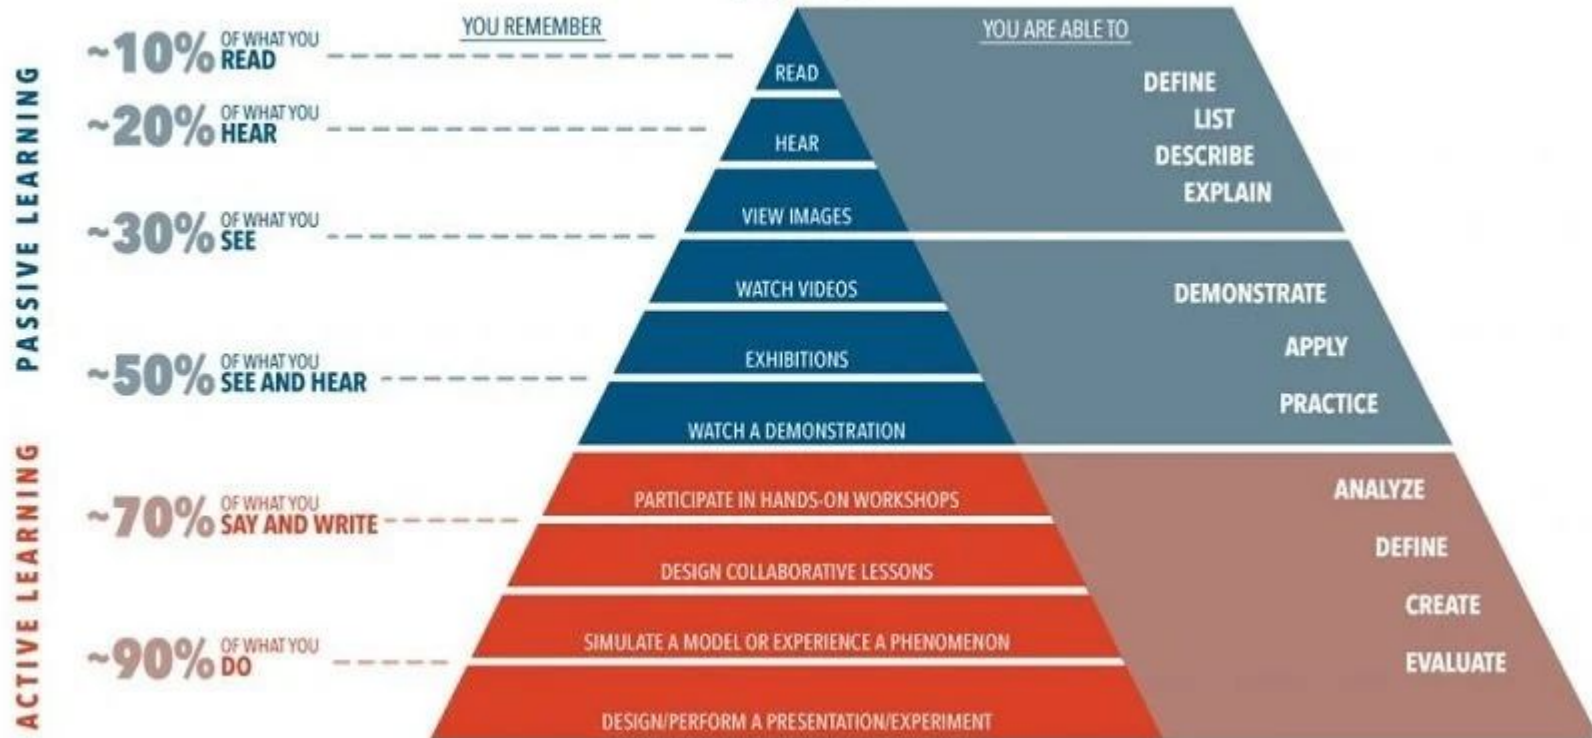 PASSIVE LEARNING
ACTIVE LEARNING
YOU REMEMBER
~10% OF WHAT YOU
READ
~20% OF WHAT YOU
HEAR
~30% OF WHAT YOU
SEE
~50% OF WHAT YOU
SEE AND HEAR
~70% OF WHAT YOU
SAY AND WRITE
~90% OF WHAT YOU
DO
READ
HEAR
VIEW IMAGES
WATCH VIDEOS
EXHIBITIONS
WATCH A DEMONSTRATION
PARTICIPATE IN HANDS-ON WORKSHOPS
DESIGN COLLABORATIVE LESSONS
SIMULATE A MODEL OR EXPERIENCE A PHENOMENON
DESIGN/PERFORM A PRESENTATION/EXPERIMENT
YOU ARE ABLE TO
DEFINE
LIST
DESCRIBE
EXPLAIN
DEMONSTRATE
APPLY
PRACTICE
ANALYZE
DEFINE
CREATE
EVALUATE